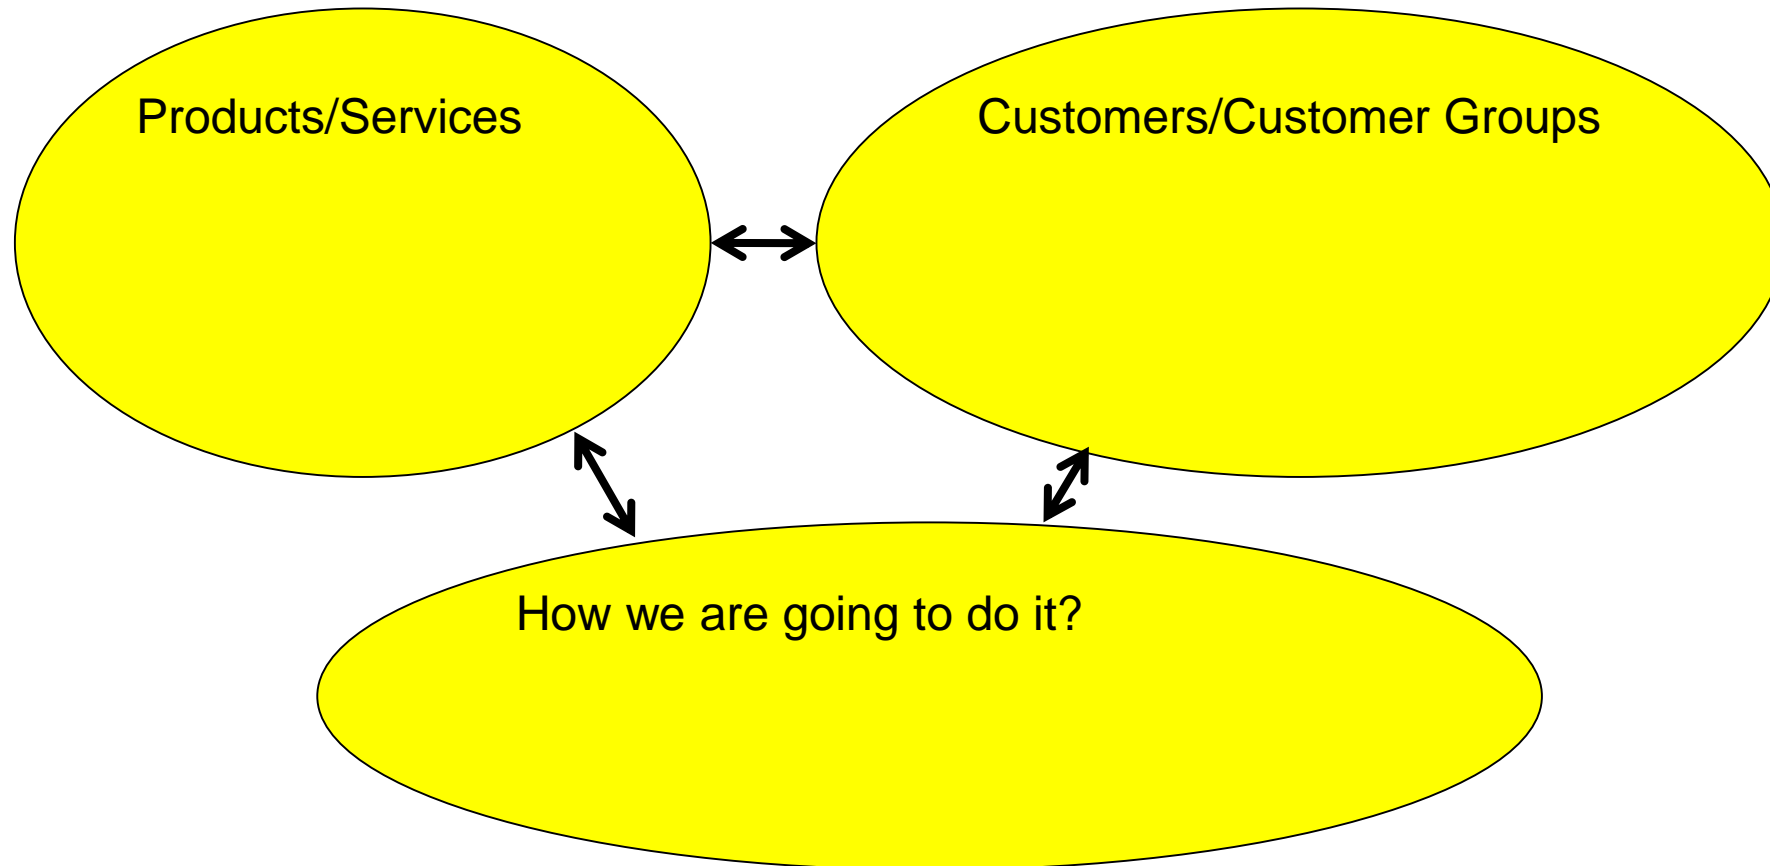 Products/Services
Customers/Customer Groups
How we are going to do it?